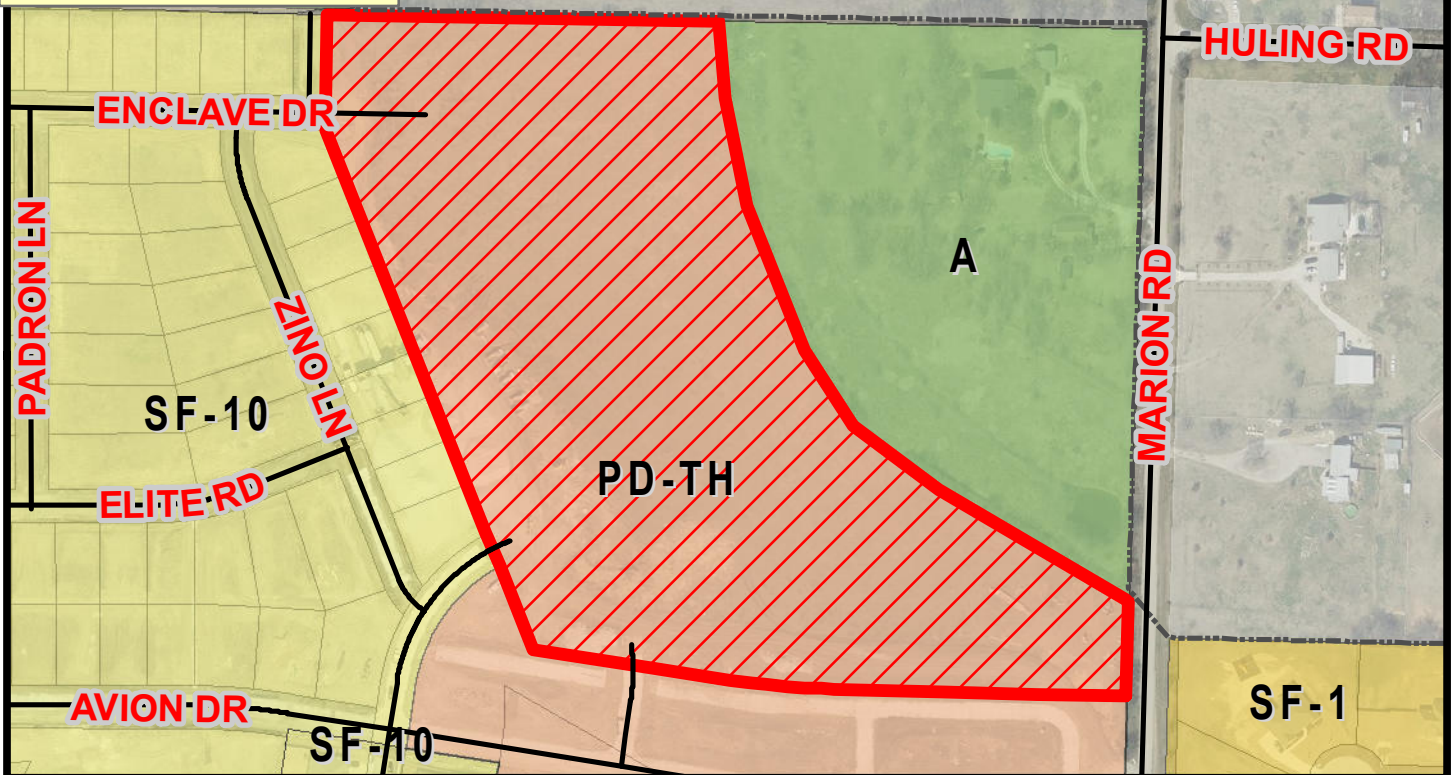 HULING RD
ENCLAVE DR
PADRON LN
ZINO LN
A
MARION RD
SF-10
PD-TH
ELITE RD
AVION DR
SF-10
SF-1